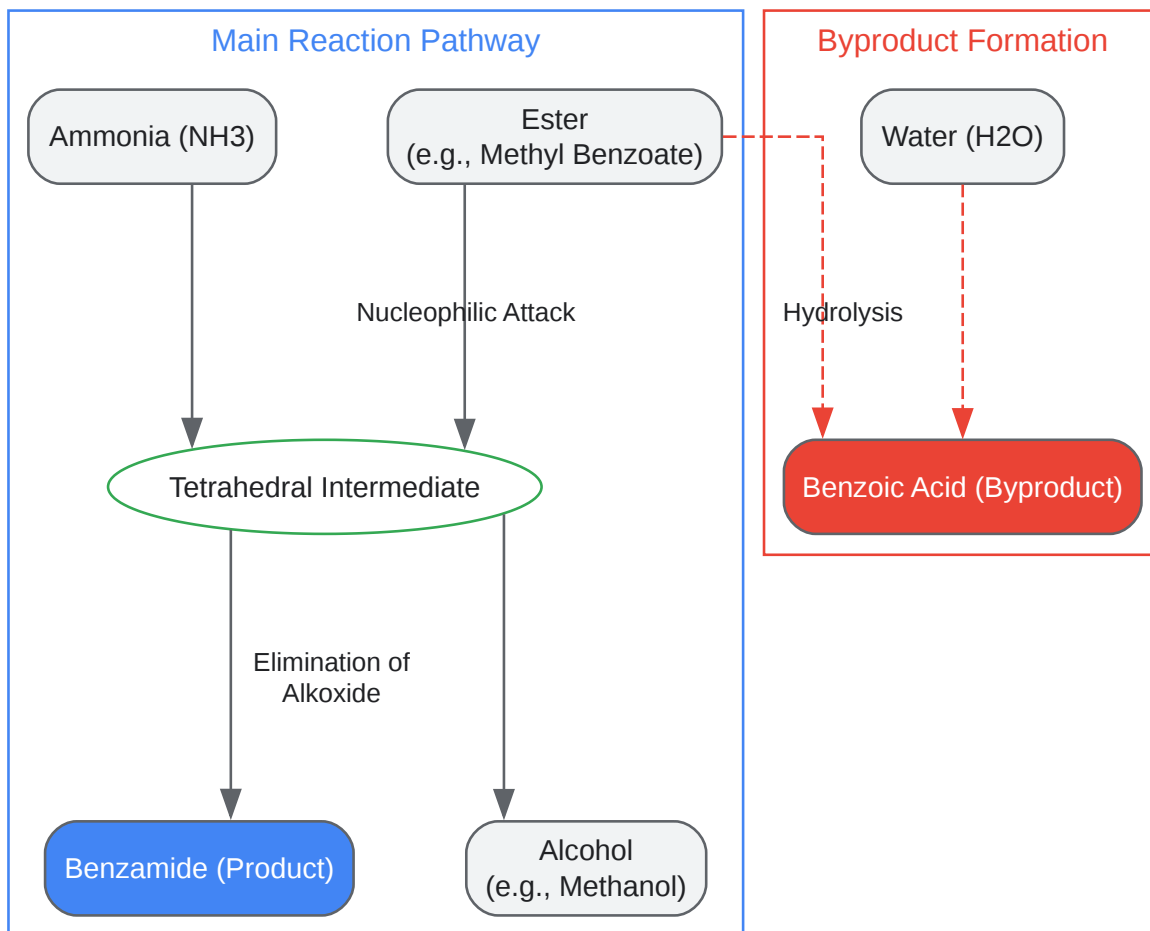 Main Reaction Pathway
Byproduct Formation
Ammonia (NH3)
Ester
(e.g., Methyl Benzoate)
Water (H2O)
Nucleophilic Attack
Hydrolysis
Tetrahedral Intermediate
Benzoic Acid (Byproduct)
Elimination of
Alkoxide
Benzamide (Product)
Alcohol
(e.g., Methanol)